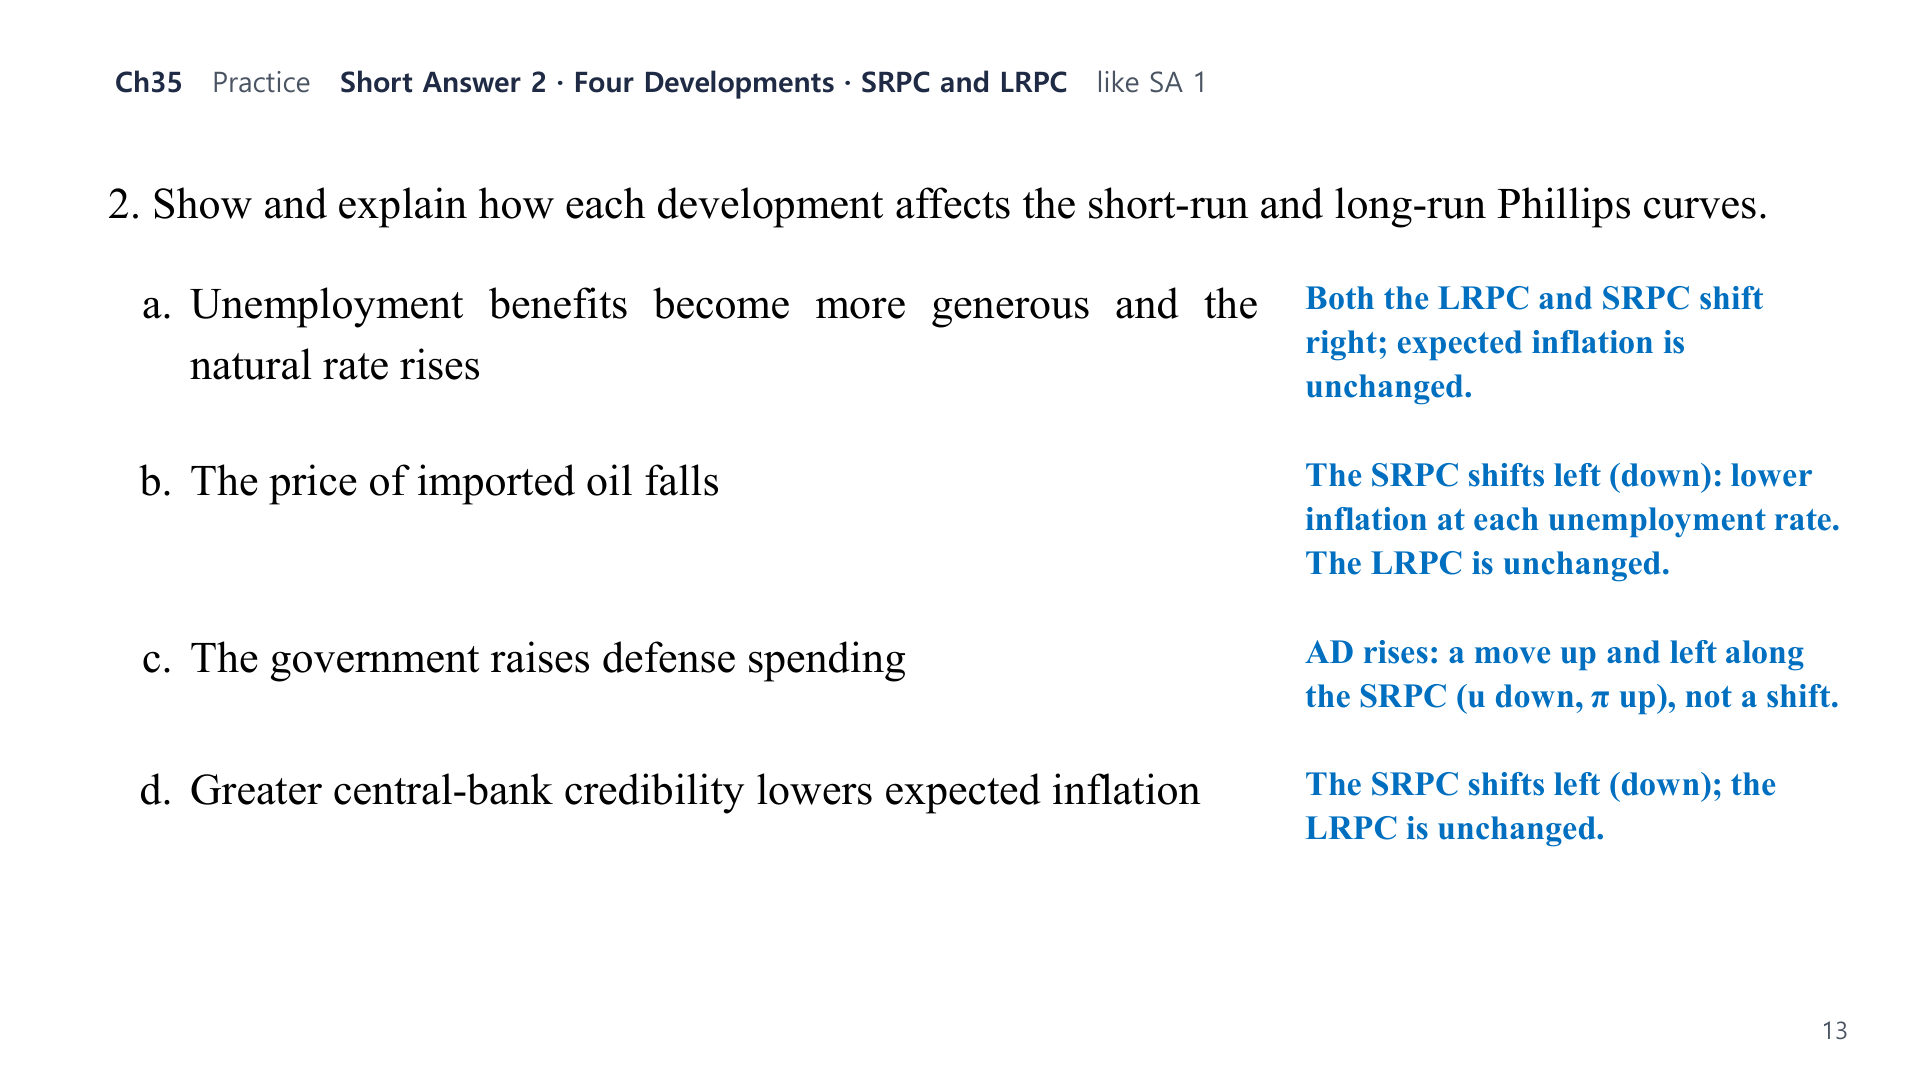 Ch35 Practice Short Answer 2 · Four Developments · SRPC and LRPC like SA 1
2. Show and explain how each development affects the short-run and long-run Phillips curves.
a. Unemployment benefits become more generous and the
natural rate rises
Both the LRPC and SRPC shift
right; expected inflation is
unchanged.
b. The price of imported oil falls
The SRPC shifts left (down): lower
inflation at each unemployment rate.
The LRPC is unchanged.
c. The government raises defense spending
AD rises: a move up and left along
the SRPC (u down, π up), not a shift.
d. Greater central-bank credibility lowers expected inflation
The SRPC shifts left (down); the
LRPC is unchanged.
13